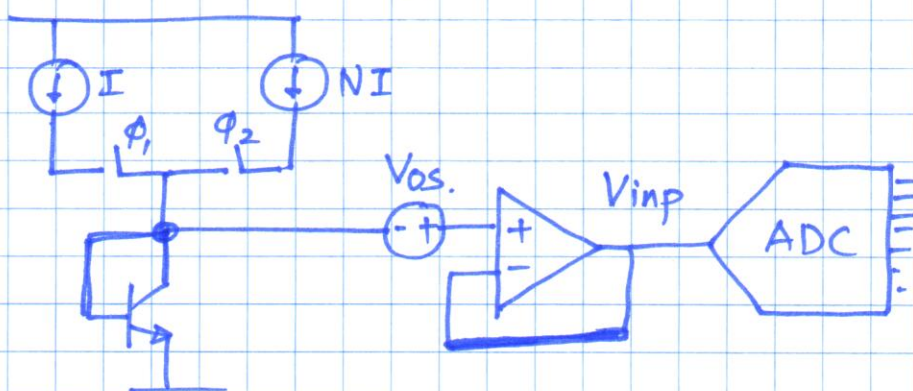 I
NI
ϕ₁
ϕ₂
Vos.
Vinp
+
-
- +
ADC